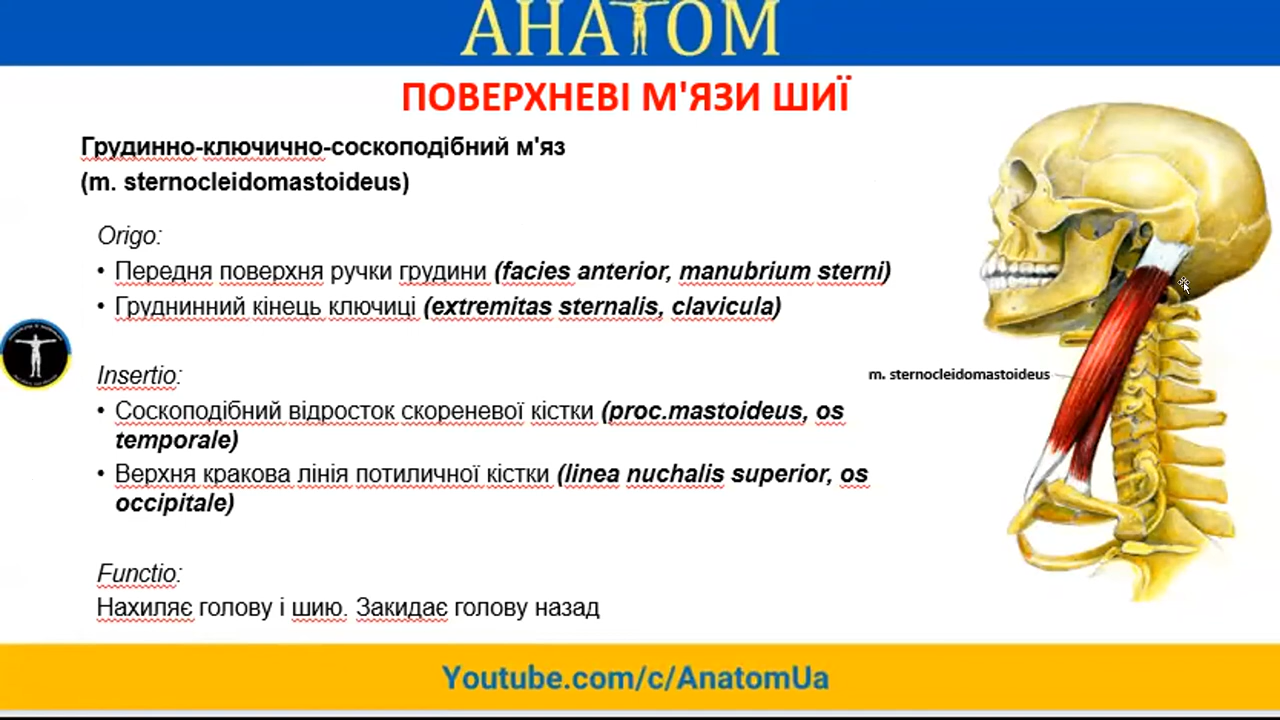 АНАТОМ
ПОВЕРХНЕВІ М'ЯЗИ ШИЇ
Грудинно-ключично-соскоподібний м'яз
(m. sternocleidomastoideus)
Origo:
• Передня поверхня ручки грудини (facies anterior, manubrium sterni)
• Груднинний кінець ключиці (extremitas sternalis, clavicula)
Insertio:
• Соскоподібний відросток скореневої кістки (proc.mastoideus, os
temporale)
• Верхня кракова лінія потиличної кістки (linea nuchalis superior, os
occipitale)
Functio:
Нахиляє голову і шию. Закидає голову назад
m. sternocleidomastoideus
Youtube.com/c/AnatomUa